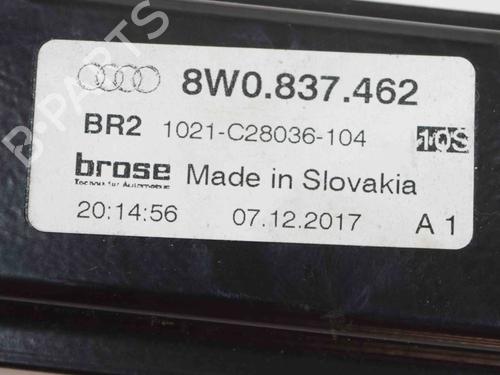 8W0.837.462
BR2 1021-C28036-104 10S
brose Made in Slovakia
Technik für Automobile
20:14:56 07.12.2017 A 1
B-PARTS